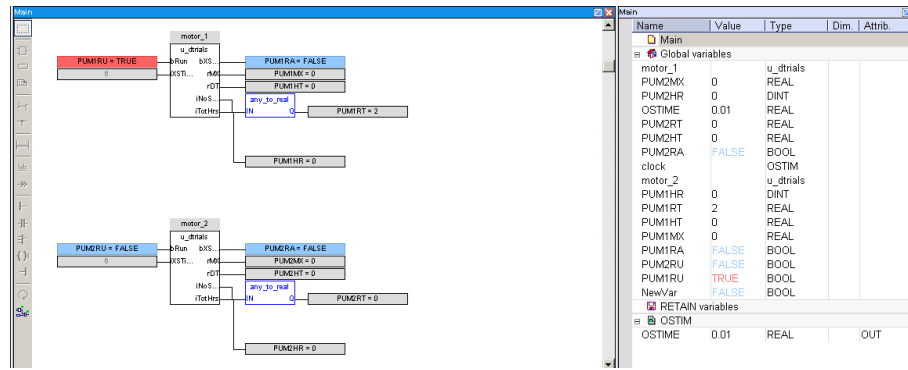 Main
motor_1
u_dtrials
PUM1RU = TRUE
bRun
bXS...
PUM1RA = FALSE
6
iXSTi...
rMX
PUM1MX = 0
rDT
PUM1HT = 0
iNoS...
any_to_real
iTotHrs
IN
Q
PUM1RT = 2
PUM1HR = 0
motor_2
u_dtrials
PUM2RU = FALSE
bRun
bXS...
PUM2RA = FALSE
6
iXSTi...
rMX
PUM2MX = 0
rDT
PUM2HT = 0
iNoS...
any_to_real
iTotHrs
IN
Q
PUM2RT = 0
PUM2HR = 0
Main
Name Value Type Dim. Attrib.
Main
Global variables
motor_1 u_dtrials
PUM2MX 0 REAL
PUM2HR 0 DINT
OSTIME 0.01 REAL
PUM2RT 0 REAL
PUM2HT 0 REAL
PUM2RA FALSE BOOL
clock OSTIM
motor_2 u_dtrials
PUM1HR 0 DINT
PUM1RT 2 REAL
PUM1HT 0 REAL
PUM1MX 0 REAL
PUM1RA FALSE BOOL
PUM2RU FALSE BOOL
PUM1RU TRUE BOOL
NewVar FALSE BOOL
RETAIN variables
OSTIM
OSTIME 0.01 REAL OUT